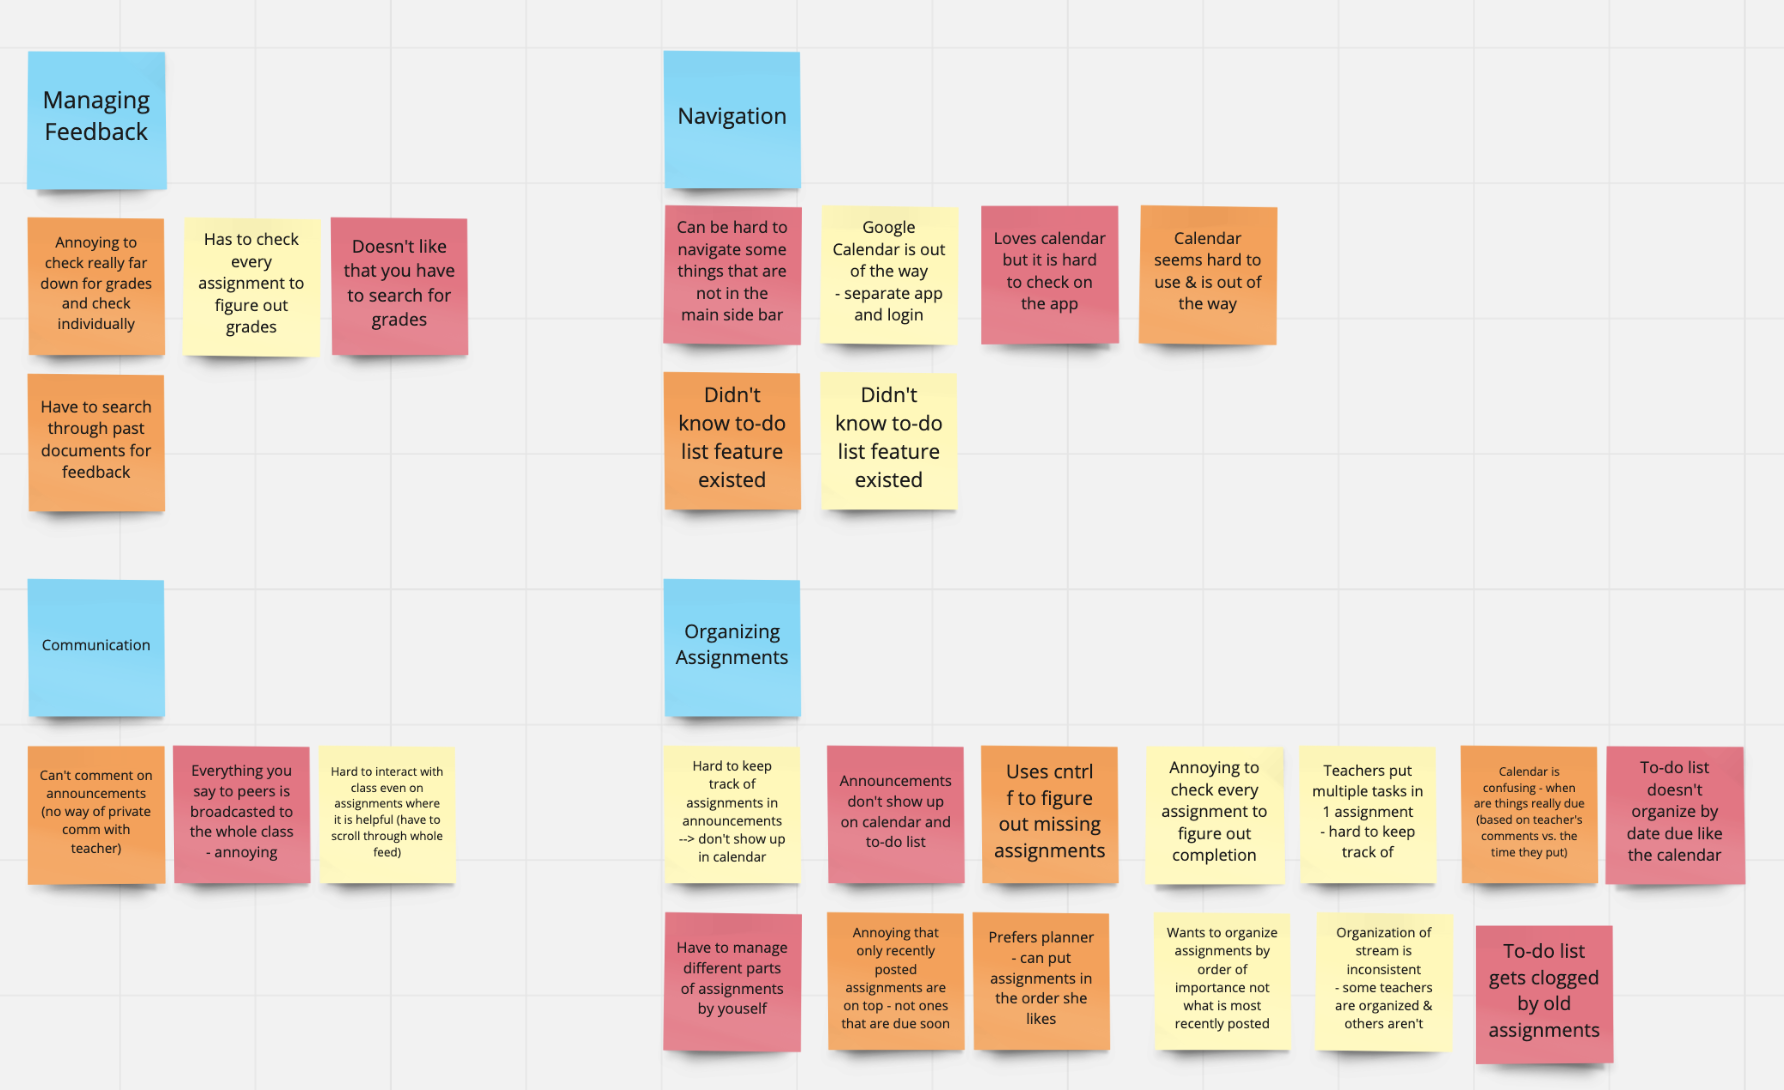 Managing
Feedback
Annoying to
check really far
down for grades
and check
individually
Has to check
every
assignment to
figure out
grades
Doesn't like
that you have
to search for
grades
Have to search
through past
documents for
feedback
Navigation
Can be hard to
navigate some
things that are
not in the
main side bar
Google
Calendar is out
of the way
- separate app
and login
Loves calendar
but it is hard
to check on
the app
Calendar
seems hard to
use & is out of
the way
Didn't
know to-do
list feature
existed
Didn't
know to-do
list feature
existed
Communication
Can't comment on
announcements
(no way of private
comm with
teacher)
Everything you
say to peers is
broadcasted to
the whole class
- annoying
Hard to interact with
class even on
assignments where
it is helpful (have to
scroll through whole
feed)
Organizing
Assignments
Hard to keep
track of
assignments in
announcements
--> don't show up
in calendar
Announcements
don't show up
on calendar and
to-do list
Uses cntrl
f to figure
out missing
assignments
Annoying to
check every
assignment to
figure out
completion
Teachers put
multiple tasks in
1 assignment
- hard to keep
track of
Calendar is
confusing - when
are things really due
(based on teacher's
comments vs. the
time they put)
To-do list
doesn't
organize by
date due like
the calendar
Have to manage
different parts
of assignments
by youself
Annoying that
only recently
posted
assignments are
on top - not ones
that are due soon
Prefers planner
- can put
assignments in
the order she
likes
Wants to organize
assignments by
order of
importance not
what is most
recently posted
Organization of
stream is
inconsistent
- some teachers
are organized &
others aren't
To-do list
gets clogged
by old
assignments